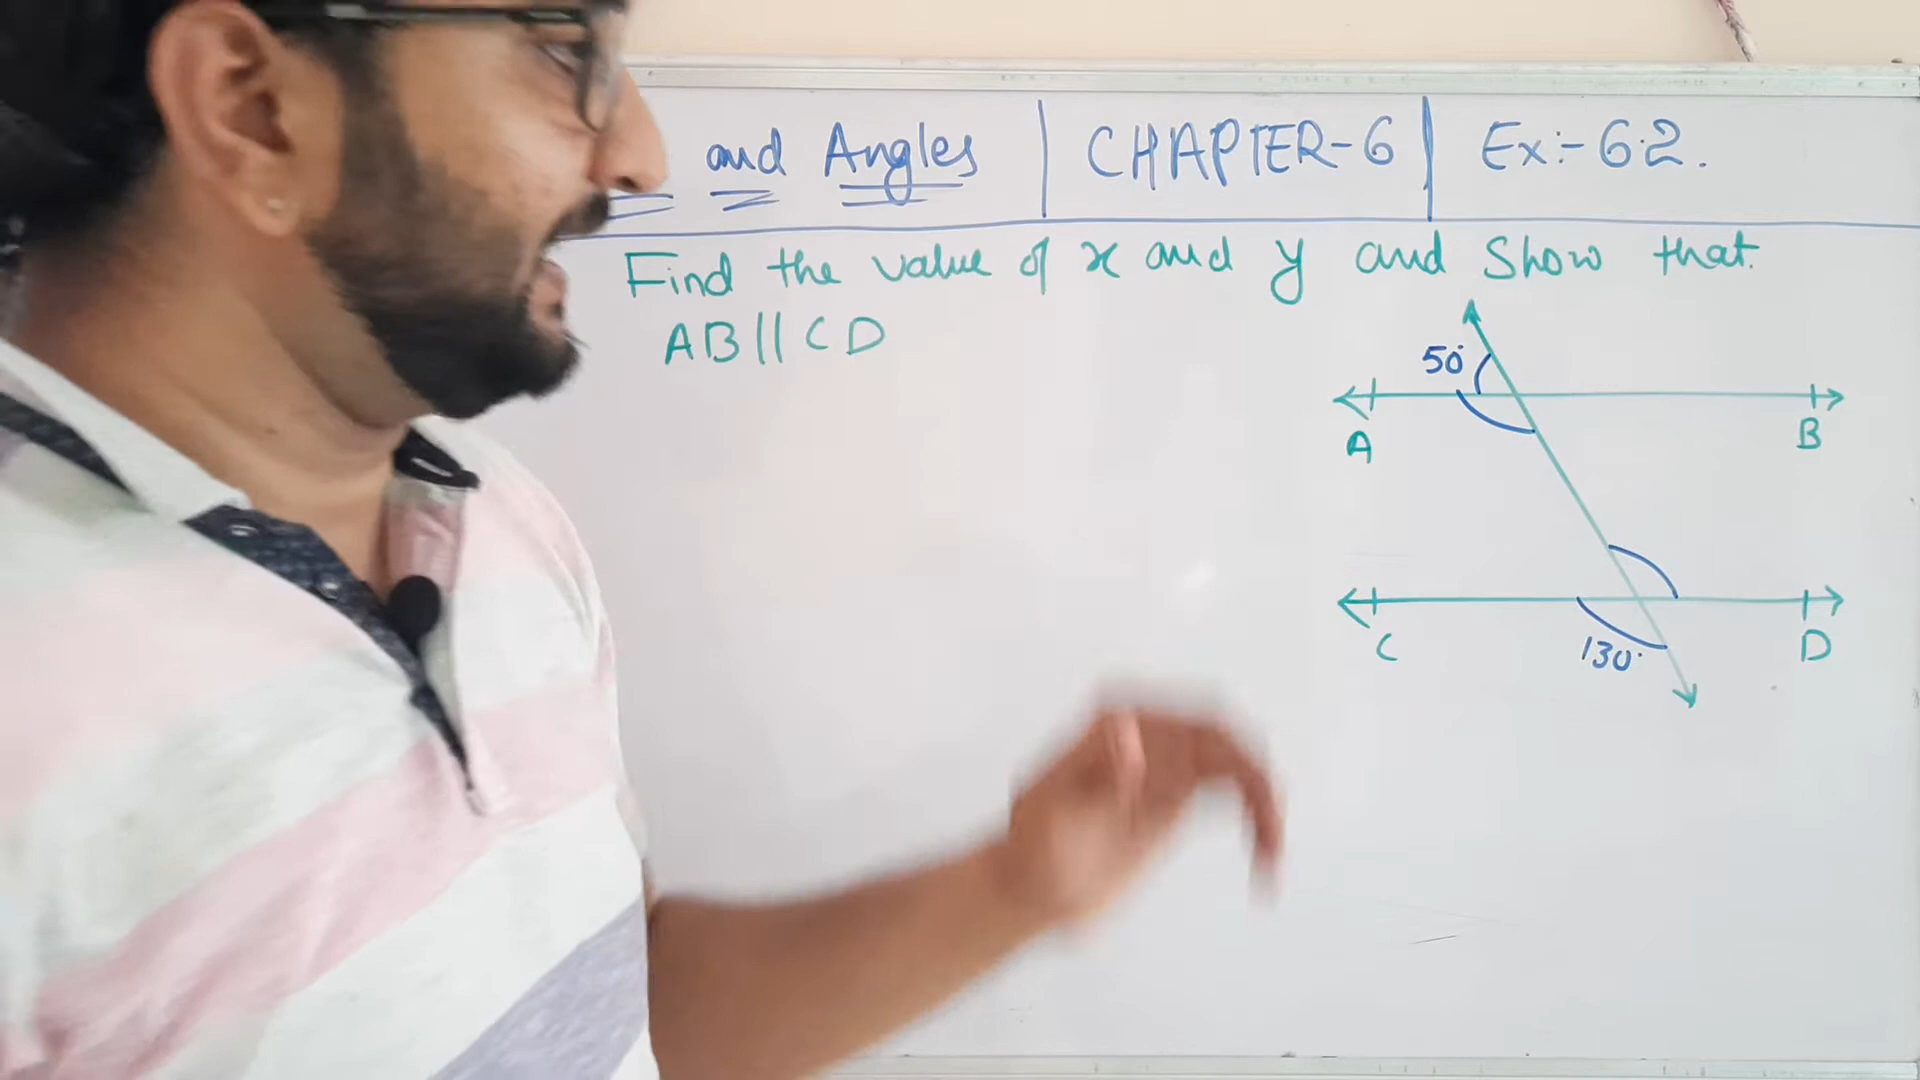 and Angles | CHAPTER-6 | Ex:- 6.2.
Find the value of x and y and Show that.
AB||CD
50°
A
B
C
130°
D